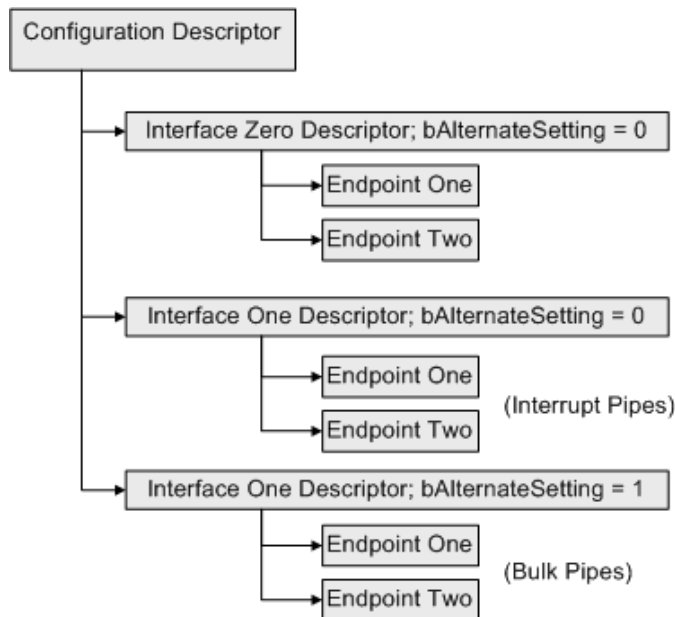 Configuration Descriptor
Interface Zero Descriptor; bAlternateSetting = 0
Endpoint One
Endpoint Two
Interface One Descriptor; bAlternateSetting = 0
Endpoint One
(Interrupt Pipes)
Endpoint Two
Interface One Descriptor; bAlternateSetting = 1
Endpoint One
(Bulk Pipes)
Endpoint Two